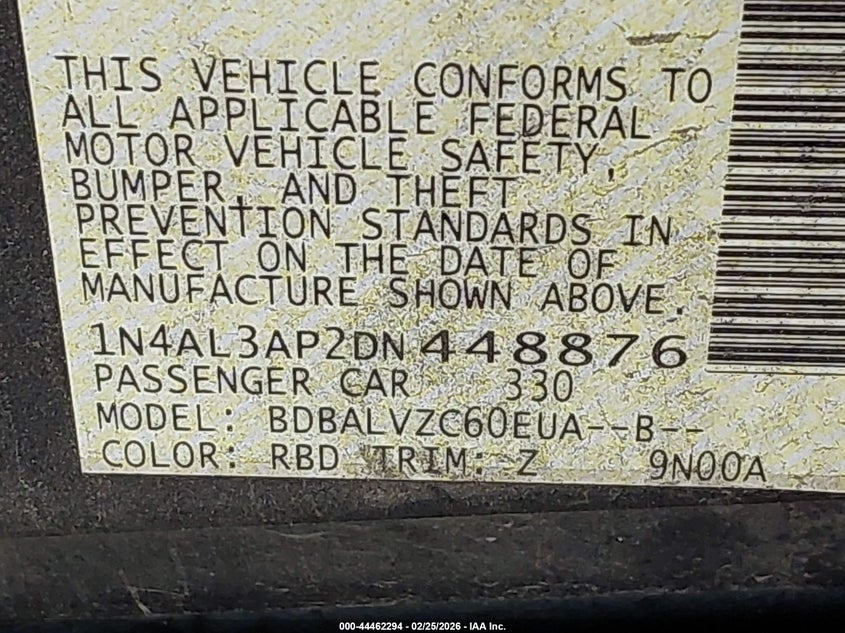 THIS VEHICLE CONFORMS TO
ALL APPLICABLE FEDERAL
MOTOR VEHICLE SAFETY,
BUMPER, AND THEFT
PREVENTION STANDARDS IN
EFFECT ON THE DATE OF
MANUFACTURE SHOWN ABOVE.
1N4AL3AP2DN448876
PASSENGER CAR 330
MODEL: BDBALVZC60EUA--B--
COLOR: RBD TRIM: Z 9N00A
000-44462294 - 02/25/2026 - IAA Inc.